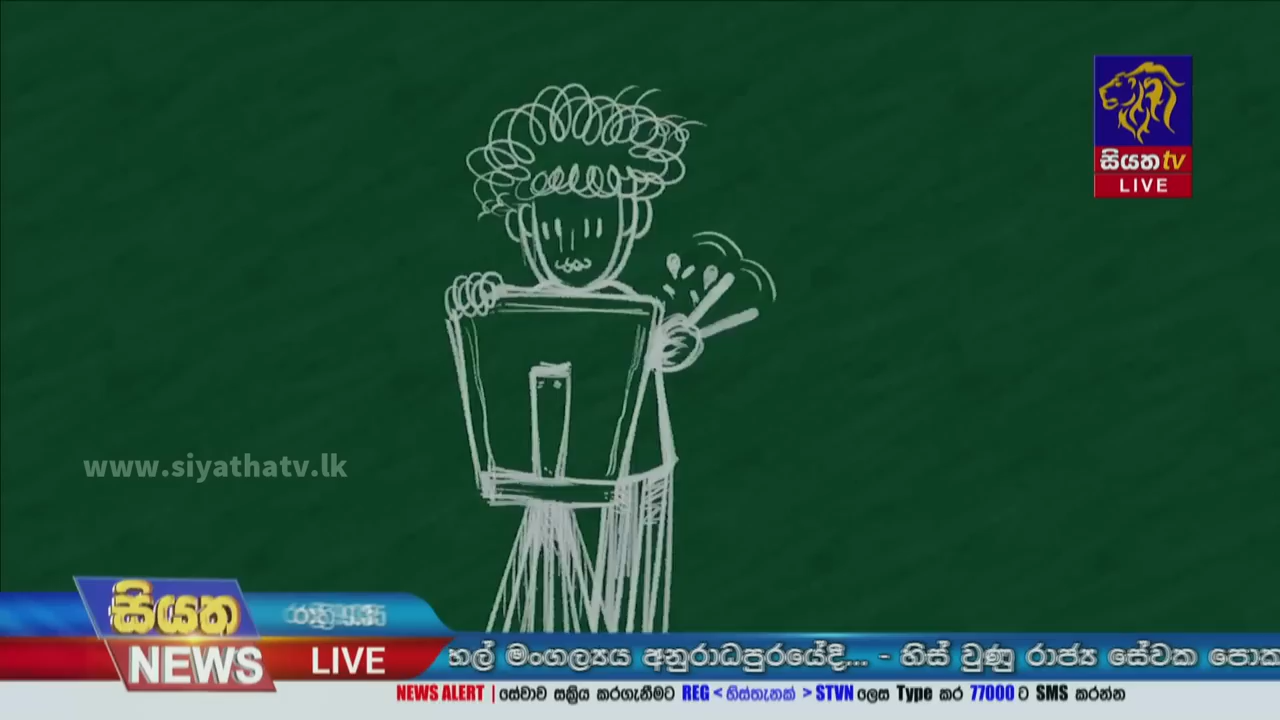 සියත tv
LIVE
www.siyathatv.lk
සියත
NEWS
LIVE
හල් මංගල්‍යය අනුරාධපුරයේදී... - හිස් වුණු රාජ්‍ය සේවක පොක
NEWS ALERT | සේවාව සක්‍රීය කරගැනීමට REG < හිස්තැනක් > STVN ලෙස Type කර 77000 ට SMS කරන්න